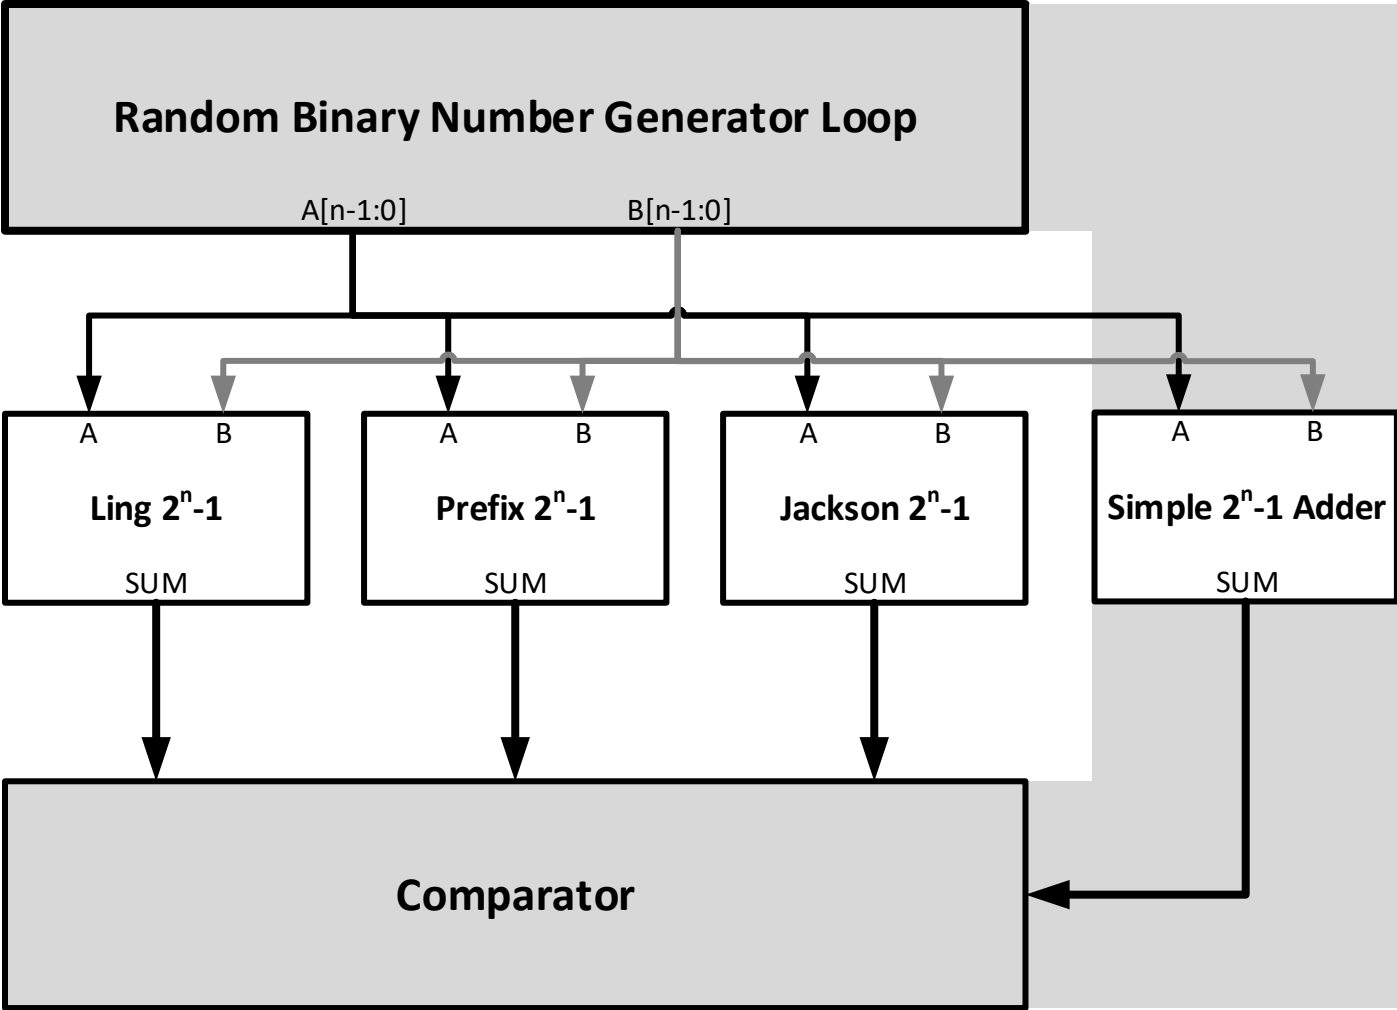 Random Binary Number Generator Loop
A[n-1:0] B[n-1:0]
A B A B A B A B
Ling 2ⁿ-1 Prefix 2ⁿ-1 Jackson 2ⁿ-1 Simple 2ⁿ-1 Adder
SUM SUM SUM SUM
Comparator